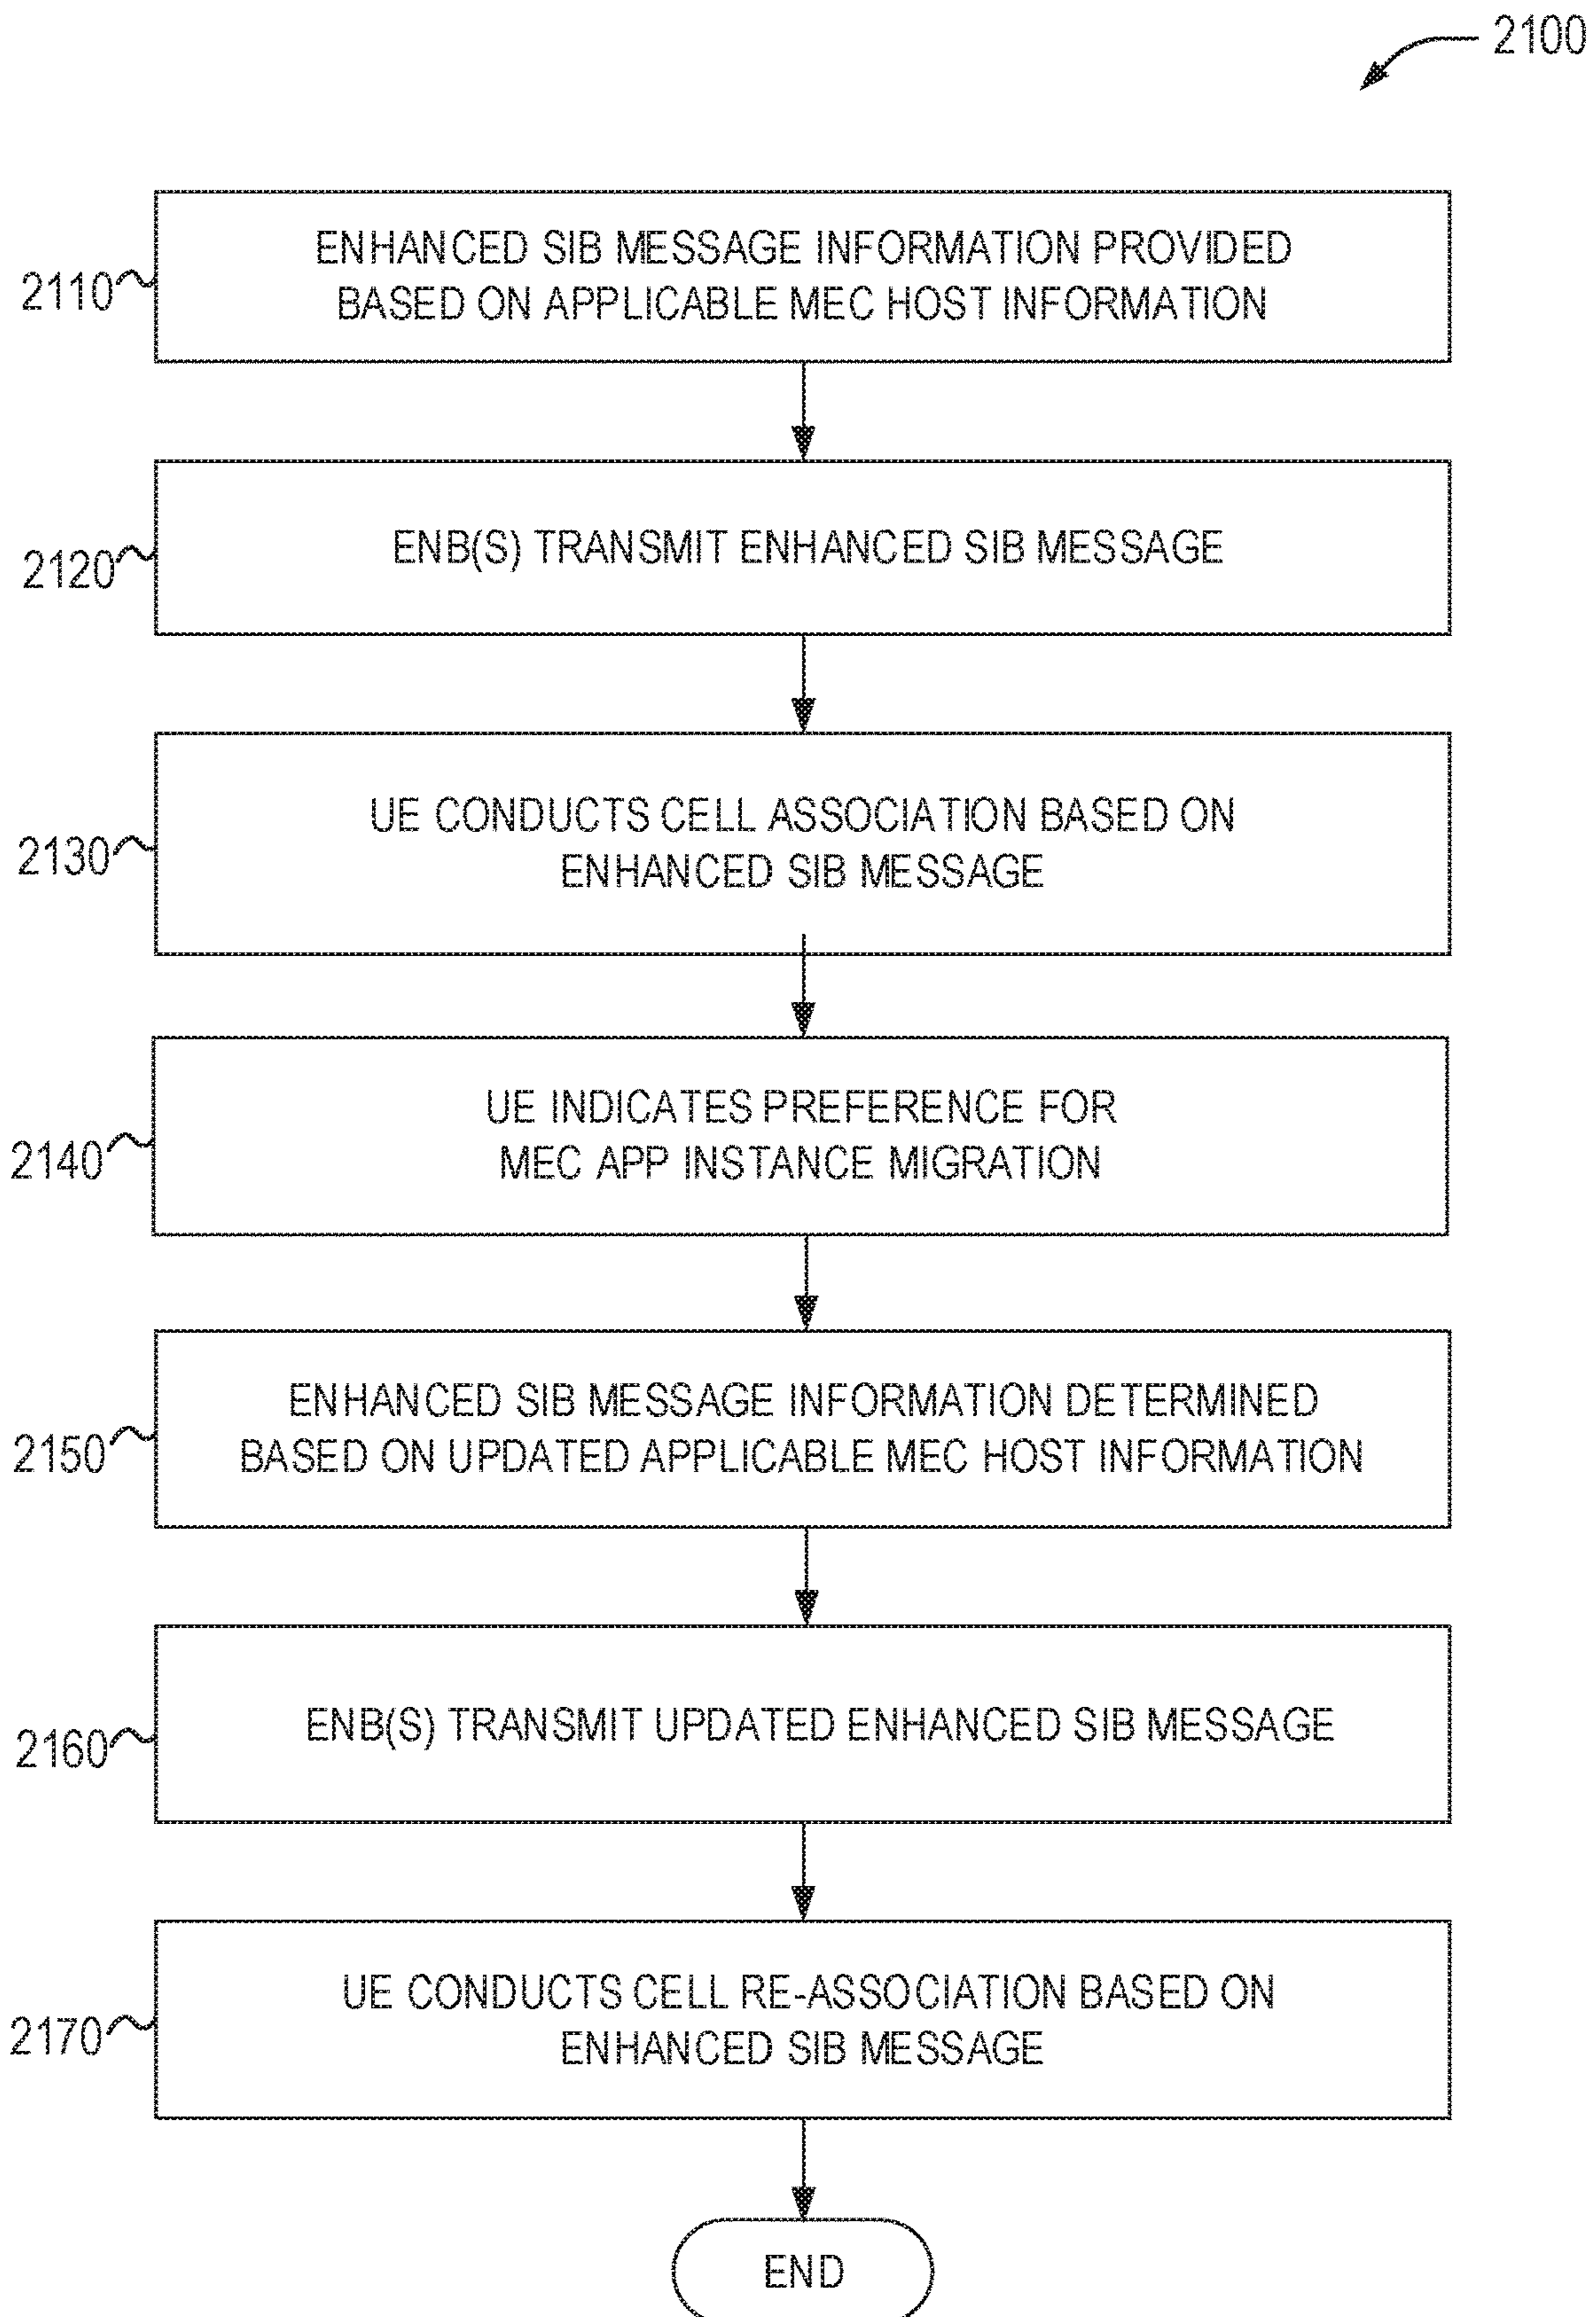 2100
ENHANCED SIB MESSAGE INFORMATION PROVIDED
BASED ON APPLICABLE MEC HOST INFORMATION
2110
ENB(S) TRANSMIT ENHANCED SIB MESSAGE
2120
UE CONDUCTS CELL ASSOCIATION BASED ON
ENHANCED SIB MESSAGE
2130
UE INDICATES PREFERENCE FOR
MEC APP INSTANCE MIGRATION
2140
ENHANCED SIB MESSAGE INFORMATION DETERMINED
BASED ON UPDATED APPLICABLE MEC HOST INFORMATION
2150
ENB(S) TRANSMIT UPDATED ENHANCED SIB MESSAGE
2160
UE CONDUCTS CELL RE-ASSOCIATION BASED ON
ENHANCED SIB MESSAGE
2170
END